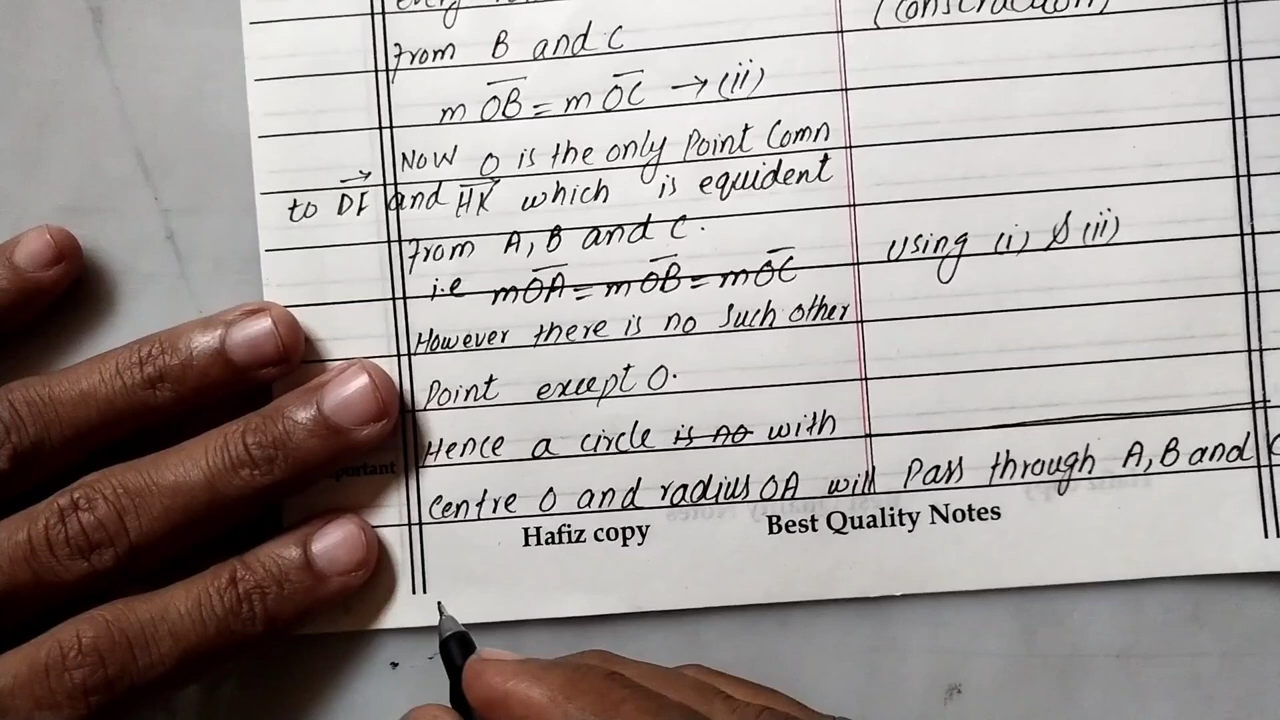 (Construction)
From B and C
m OB = m OC → (ii)
Now O is the only Point Comn
to DF and HK which is equident
From A, B and C.
i.e mOA = mOB = mOC Using (i) & (ii)
However there is no such other
Point except O.
Hence a circle is no with
Centre O and radius OA will Pass through A, B and C
Hafiz copy Best Quality Notes